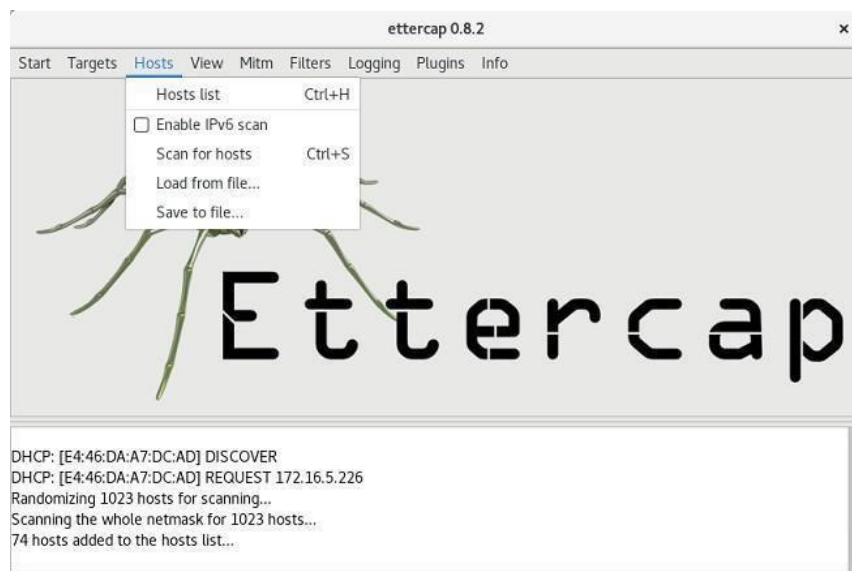 ettercap 0.8.2 ×
Start Targets Hosts View Mitm Filters Logging Plugins Info
Hosts list Ctrl+H
Enable IPv6 scan
Scan for hosts Ctrl+S
Load from file...
Save to file...
Ettercap
DHCP: [E4:46:DA:A7:DC:AD] DISCOVER
DHCP: [E4:46:DA:A7:DC:AD] REQUEST 172.16.5.226
Randomizing 1023 hosts for scanning...
Scanning the whole netmask for 1023 hosts...
74 hosts added to the hosts list...